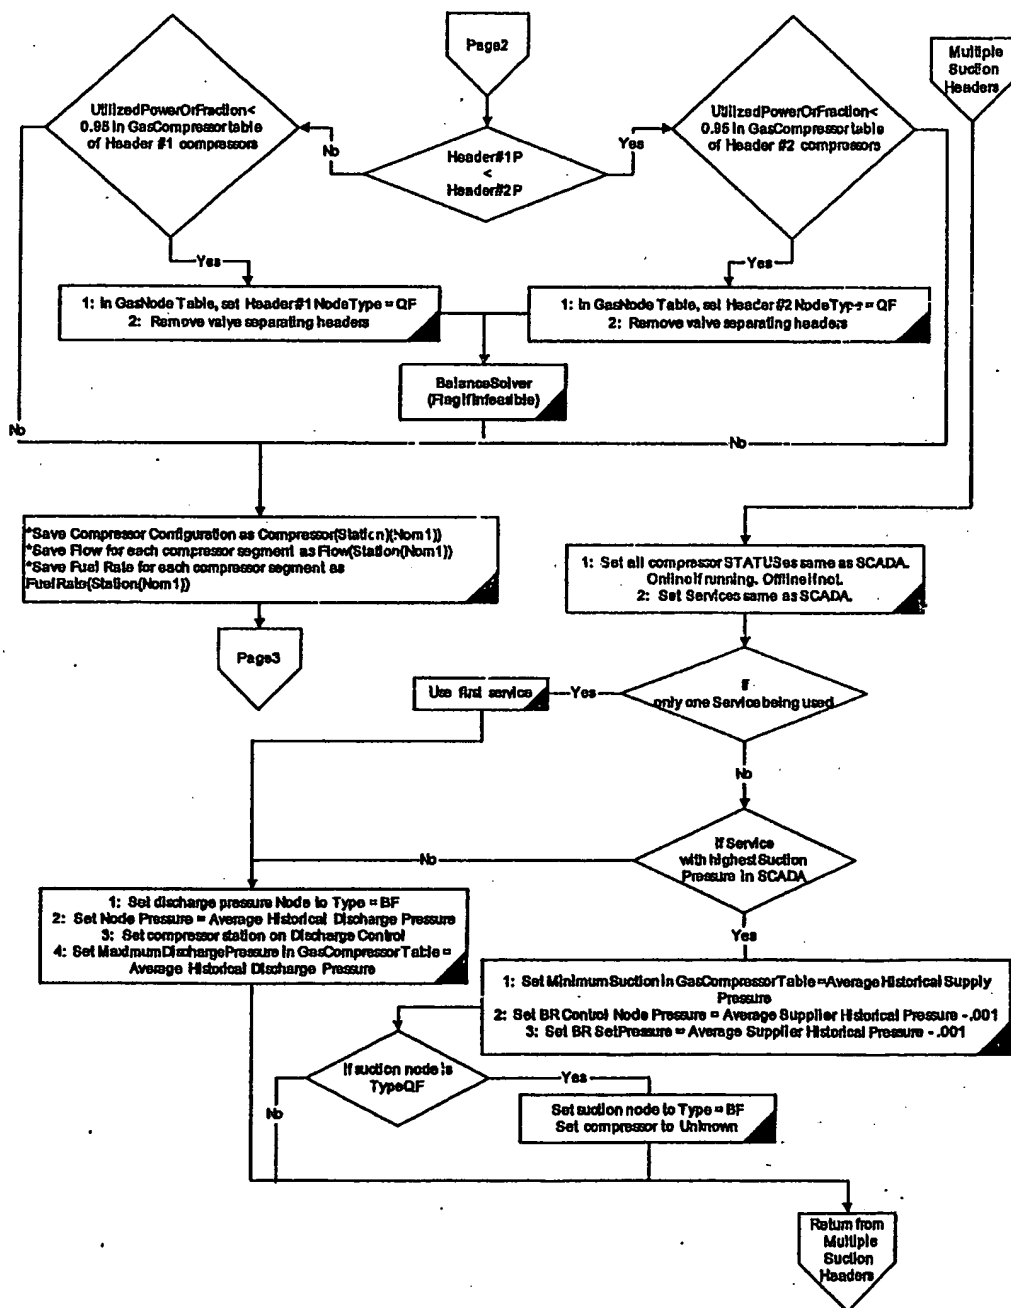 Page2
Multiple
Suction
Headers
UtilizedPowerOrFraction<
0.95 in GasCompressor table
of Header #1 compressors
No
Header#1 P
<
Header#2 P
Yes
UtilizedPowerOrFraction<
0.95 in GasCompressor table
of Header #2 compressors
Yes
Yes
1: In GasNode Table, set Header#1 NodeType = QF
2: Remove valve separating headers
1: In GasNode Table, set Header #2 NodeType = QF
2: Remove valve separating headers
BalanceSolver
(Flag if Infeasible)
No
No
*Save Compressor Configuration as Compressor(Station)(Nom1))
*Save Flow for each compressor segment as Flow(Station(Nom1))
*Save Fuel Rate for each compressor segment as
FuelRate(Station(Nom1))
Page3
1: Set all compressor STATUSes same as SCADA.
Online if running. Offline if not.
2: Set Services same as SCADA.
Use first service
Yes
If
only one Service being used
No
If Service
with highest Suction
Pressure in SCADA
No
Yes
1: Set discharge pressure Node to Type = BF
2: Set Node Pressure = Average Historical Discharge Pressure
3: Set compressor station on Discharge Control
4: Set MaximumDischargePressure in GasCompressorTable =
Average Historical Discharge Pressure
1: Set MinimumSuction in GasCompressorTable = Average Historical Supply
Pressure
2: Set BR Control Node Pressure = Average Supplier Historical Pressure - .001
3: Set BR SetPressure = Average Supplier Historical Pressure - .001
If suction node is
Type QF
Yes
No
Set suction node to Type = BF
Set compressor to Unknown
Return from
Multiple
Suction
Headers